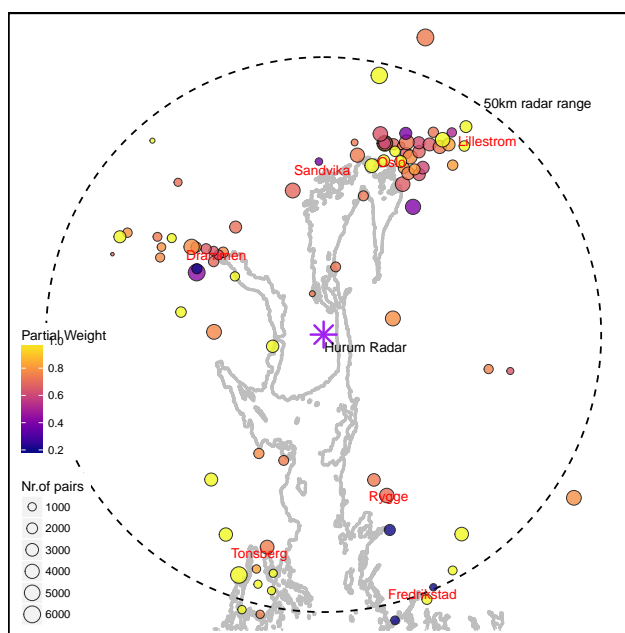 50km radar range
Lillestrom
Oslo
Sandvika
Drammen
Hurum Radar
Partial Weight
1.0
0.8
0.6
0.4
0.2
Nr.of pairs
1000
2000
3000
4000
5000
6000
Rygge
Tonsberg
Fredrikstad